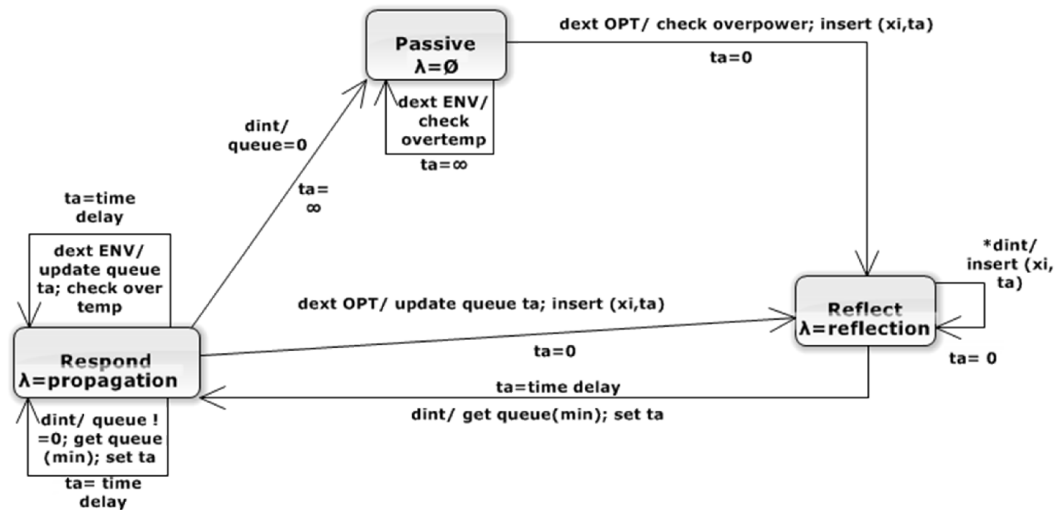 dext OPT/ check overpower; insert (xi,ta)
ta=0
Passive
λ=Ø
dext ENV/
check
overtemp
ta=∞
dint/
queue=0
ta=
∞
ta=time
delay
dext ENV/
update queue
ta; check over
temp
*dint/
insert (xi,
ta)
dext OPT/ update queue ta; insert (xi,ta)
Reflect
λ=reflection
ta=0
ta= 0
Respond
λ=propagation
ta=time delay
dint/ get queue(min); set ta
dint/ queue !
=0; get queue
(min); set ta
ta= time
delay